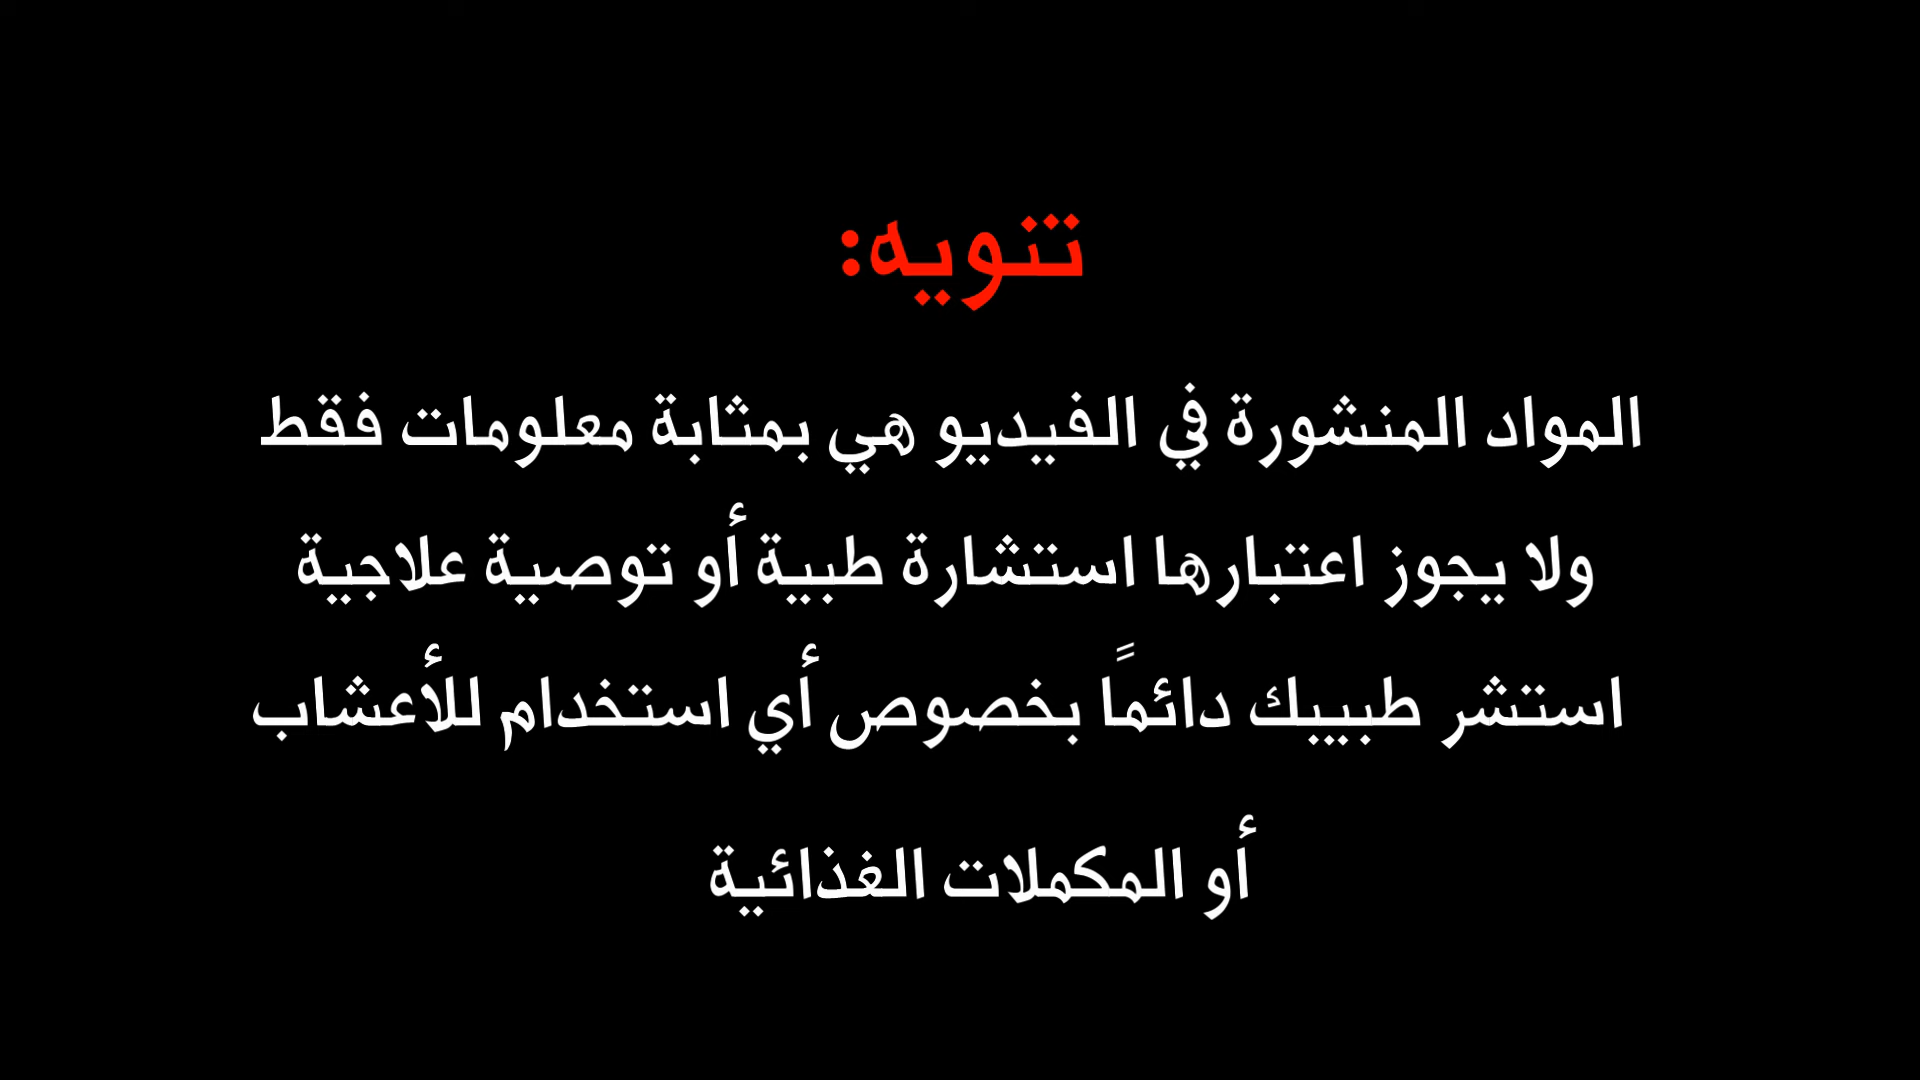 تنويه:
المواد المنشورة في الفيديو هي بمثابة معلومات فقط
ولا يجوز اعتبارها استشارة طبية أو توصية علاجية
استشر طبيبك دائماً بخصوص أي استخدام للأعشاب
أو المكملات الغذائية